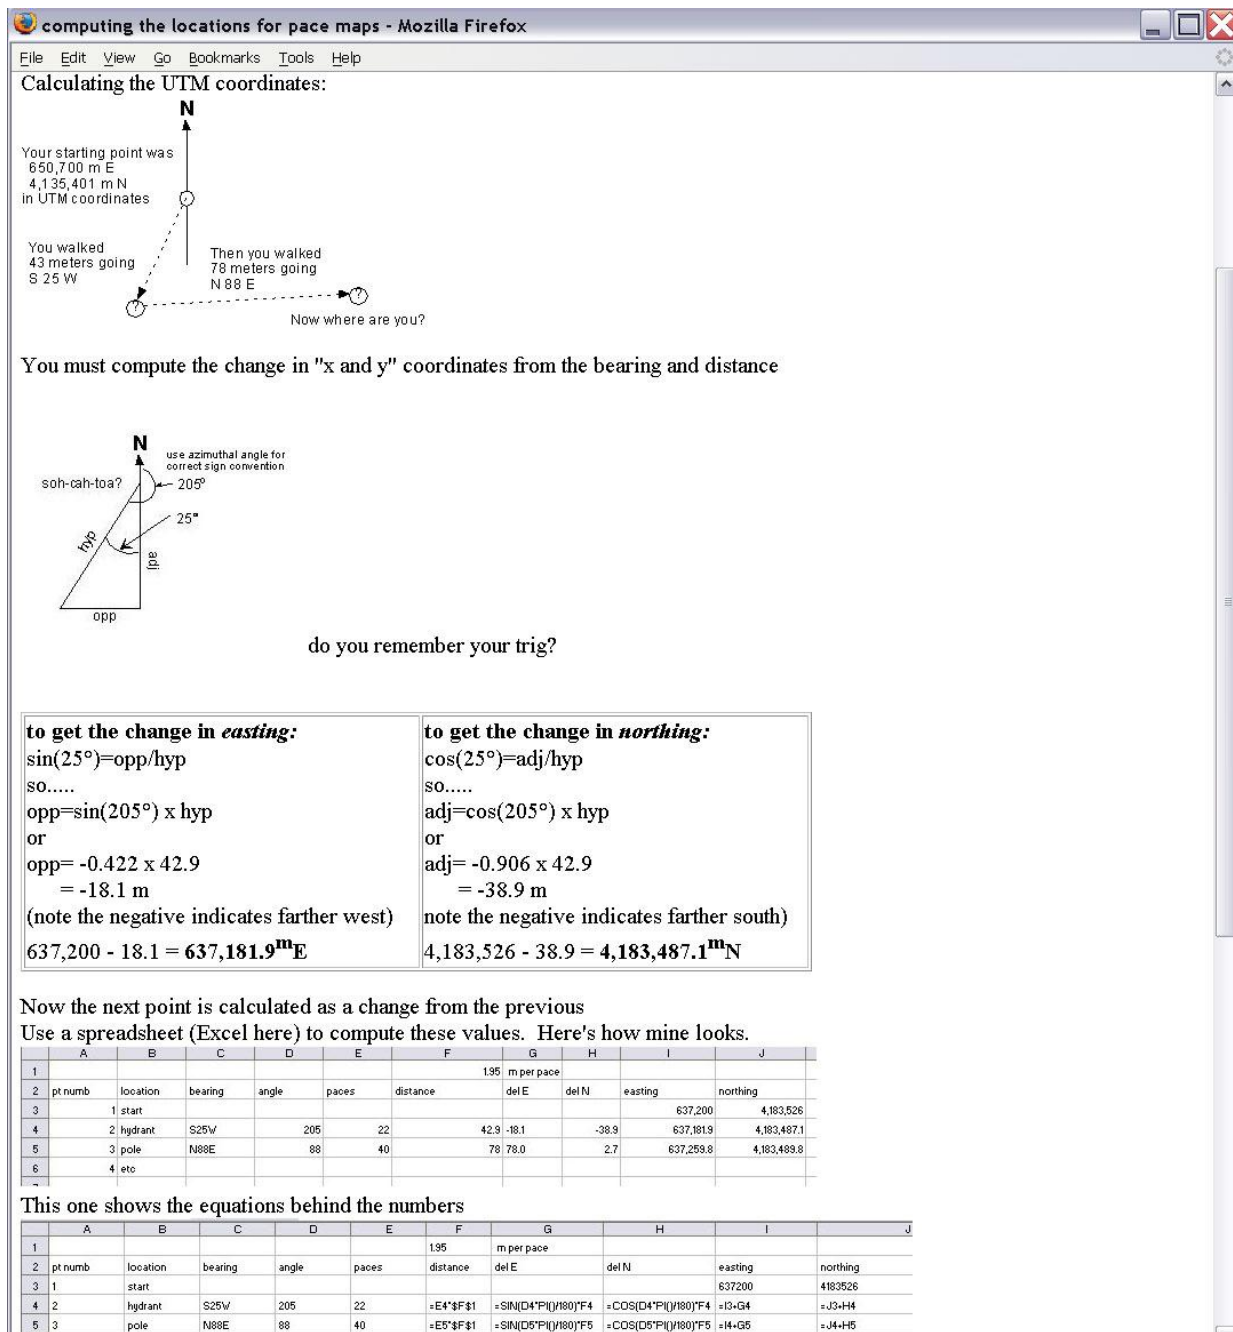 computing the locations for pace maps - Mozilla Firefox
File Edit View Go Bookmarks Tools Help
Calculating the UTM coordinates:
N
Your starting point was
650,700 m E
4,135,401 m N
in UTM coordinates
You walked
43 meters going
S 25 W
Then you walked
78 meters going
N 88 E
?
?
Now where are you?
You must compute the change in "x and y" coordinates from the bearing and distance
N
use azimuthal angle for
correct sign convention
soh-cah-toa?
205º
25°
hyp
adj
opp
do you remember your trig?
to get the change in easting:
sin(25°)=opp/hyp
so.....
opp=sin(205°) x hyp
or
opp= -0.422 x 42.9
= -18.1 m
(note the negative indicates farther west)
637,200 - 18.1 = 637,181.9mE
to get the change in northing:
cos(25°)=adj/hyp
so.....
adj=cos(205°) x hyp
or
adj= -0.906 x 42.9
= -38.9 m
note the negative indicates farther south)
4,183,526 - 38.9 = 4,183,487.1mN
Now the next point is calculated as a change from the previous
Use a spreadsheet (Excel here) to compute these values. Here's how mine looks.
A B C D E F G H I J
1 1.95 m per pace
2 pt numb location bearing angle paces distance del E del N easting northing
3 1 start 637,200 4,183,526
4 2 hydrant S25W 205 22 42.9 -18.1 -38.9 637,181.9 4,183,487.1
5 3 pole N88E 88 40 78 78.0 2.7 637,259.8 4,183,489.8
6 4 etc
This one shows the equations behind the numbers
A B C D E F G H I J
1 1.95 m per pace
2 pt numb location bearing angle paces distance del E del N easting northing
3 1 start 637200 4183526
4 2 hydrant S25W 205 22 =E4*$F$1 =SIN(D4*PI()/180)*F4 =COS(D4*PI()/180)*F4 =I3+G4 =J3+H4
5 3 pole N88E 88 40 =E5*$F$1 =SIN(D5*PI()/180)*F5 =COS(D5*PI()/180)*F5 =I4+G5 =J4+H5